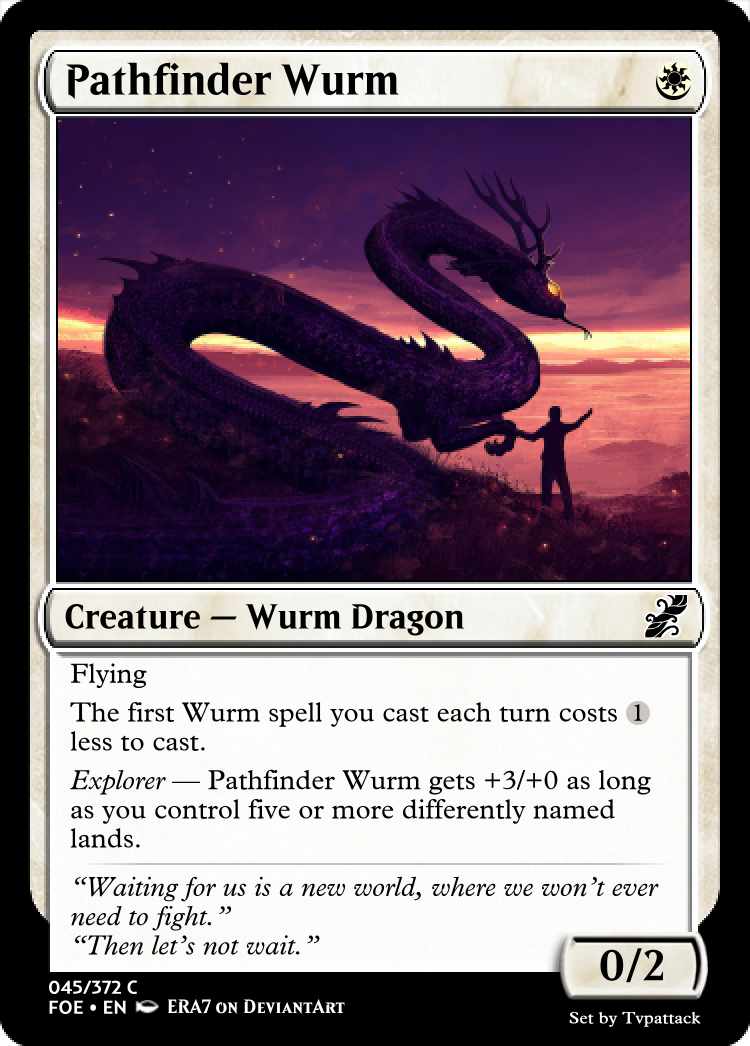 Pathfinder Wurm
Creature — Wurm Dragon
Flying
The first Wurm spell you cast each turn costs 1
less to cast.
Explorer — Pathfinder Wurm gets +3/+0 as long
as you control five or more differently named
lands.
“Waiting for us is a new world, where we won’t ever
need to fight.”
“Then let’s not wait.”
0/2
045/372 C
FOE • EN ERA7 on DeviantArt
Set by Tvpattack